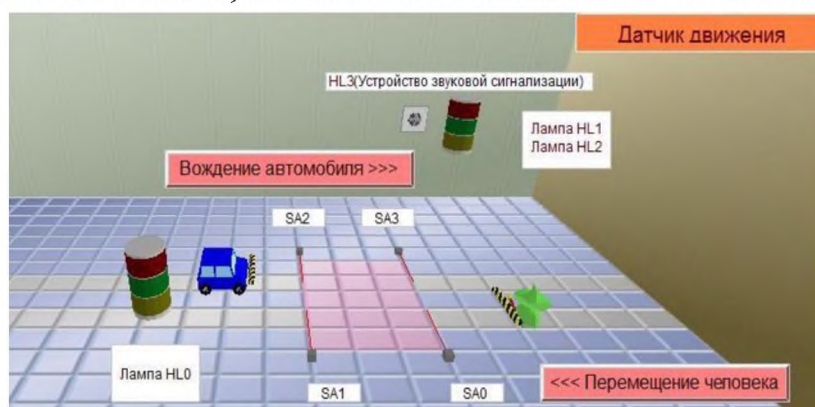 Датчик движения
HL3(Устройство звуковой сигнализации)
Лампа HL1
Лампа HL2
Вождение автомобиля >>>
SA2
SA3
Лампа HL0
SA1
SA0
<<< Перемещение человека